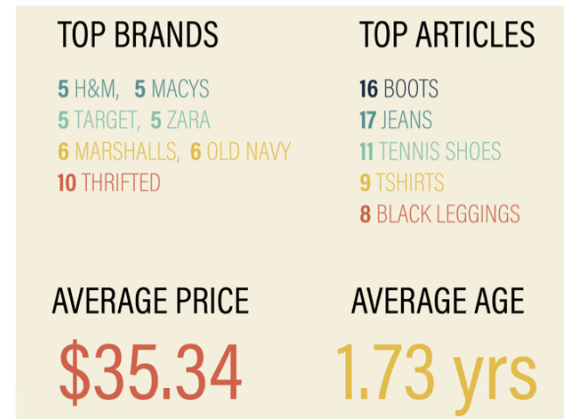 TOP BRANDS
5 H&M, 5 MACYS
5 TARGET, 5 ZARA
6 MARSHALLS, 6 OLD NAVY
10 THRIFTED
TOP ARTICLES
16 BOOTS
17 JEANS
11 TENNIS SHOES
9 TSHIRTS
8 BLACK LEGGINGS
AVERAGE PRICE
$35.34
AVERAGE AGE
1.73 yrs